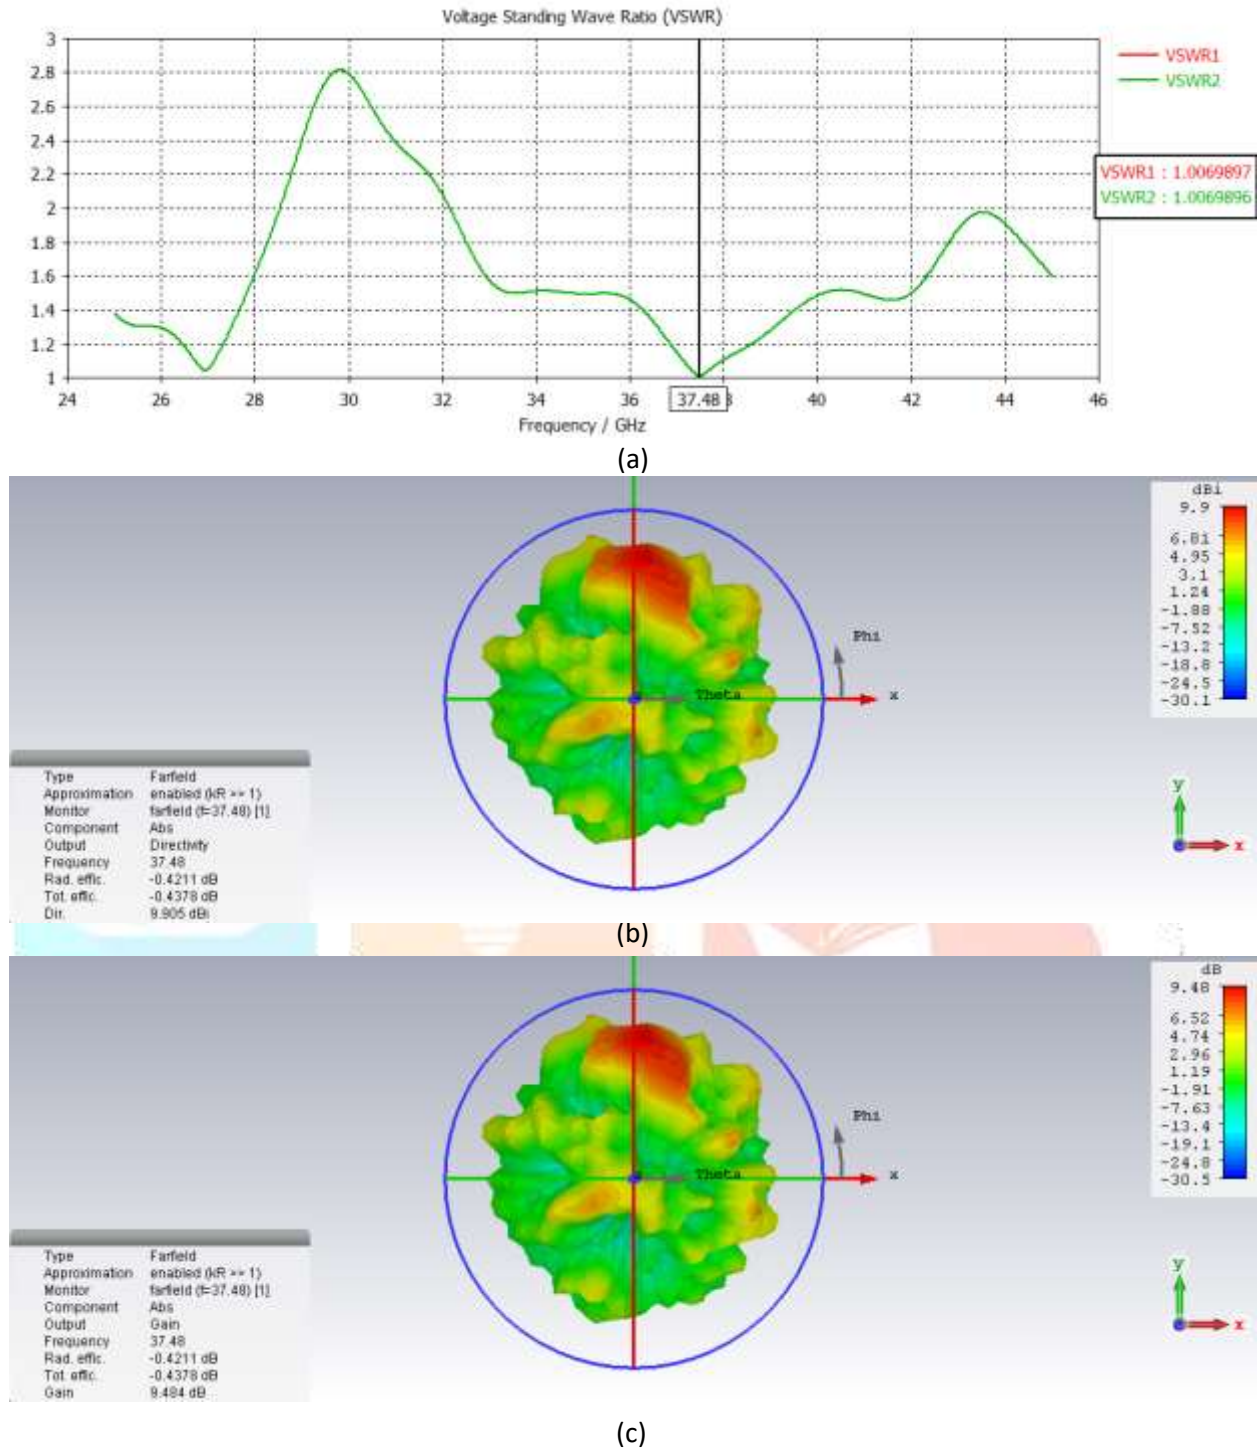 Voltage Standing Wave Ratio (VSWR)
3
2.8
2.6
2.4
2.2
2
1.8
1.6
1.4
1.2
1
24 26 28 30 32 34 36 37.48 8 40 42 44 46
Frequency / GHz
VSWR1
VSWR2
VSWR1 : 1.0069897
VSWR2 : 1.0069896
(a)
dBi
9.9
6.81
4.95
3.1
1.24
-1.88
-7.52
-13.2
-18.8
-24.5
-30.1
Phi
Theta
x
y
x
Type Farfield
Approximation enabled (kR >> 1)
Monitor farfield (f=37.48) [1]
Component Abs
Output Directivity
Frequency 37.48
Rad. effic. -0.4211 dB
Tot. effic. -0.4378 dB
Dir. 9.905 dBi
(b)
dB
9.48
6.52
4.74
2.96
1.19
-1.91
-7.63
-13.4
-19.1
-24.8
-30.5
Phi
Theta
x
y
x
Type Farfield
Approximation enabled (kR >> 1)
Monitor farfield (f=37.48) [1]
Component Abs
Output Gain
Frequency 37.48
Rad. effic. -0.4211 dB
Tot. effic. -0.4378 dB
Gain 9.484 dB
(c)